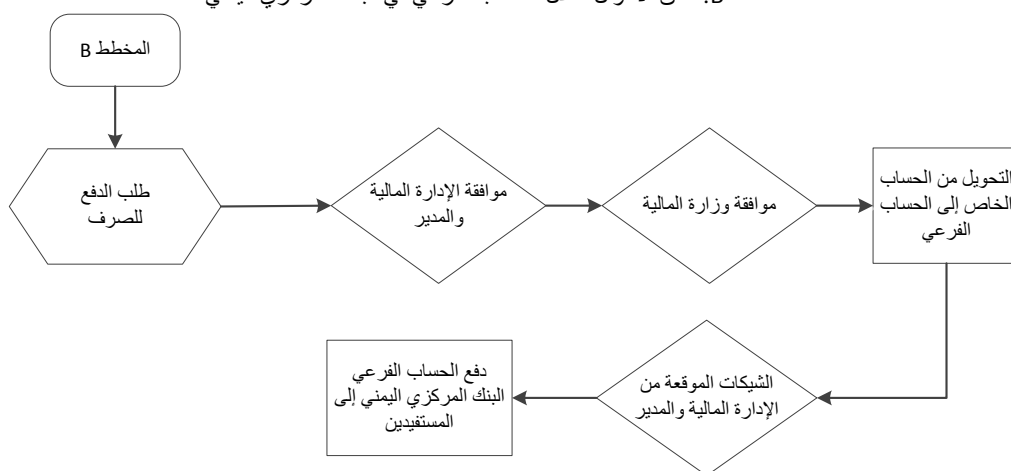 المخطط B
طلب الدفع
للصرف
موافقة الإدارة المالية
والمدير
موافقة وزارة المالية
التحويل من الحساب
الخاص إلى الحساب
الفرعي
الشيكات الموقعة من
الإدارة المالية والمدير
دفع الحساب الفرعي
البنك المركزي اليمني إلى
المستفيدين